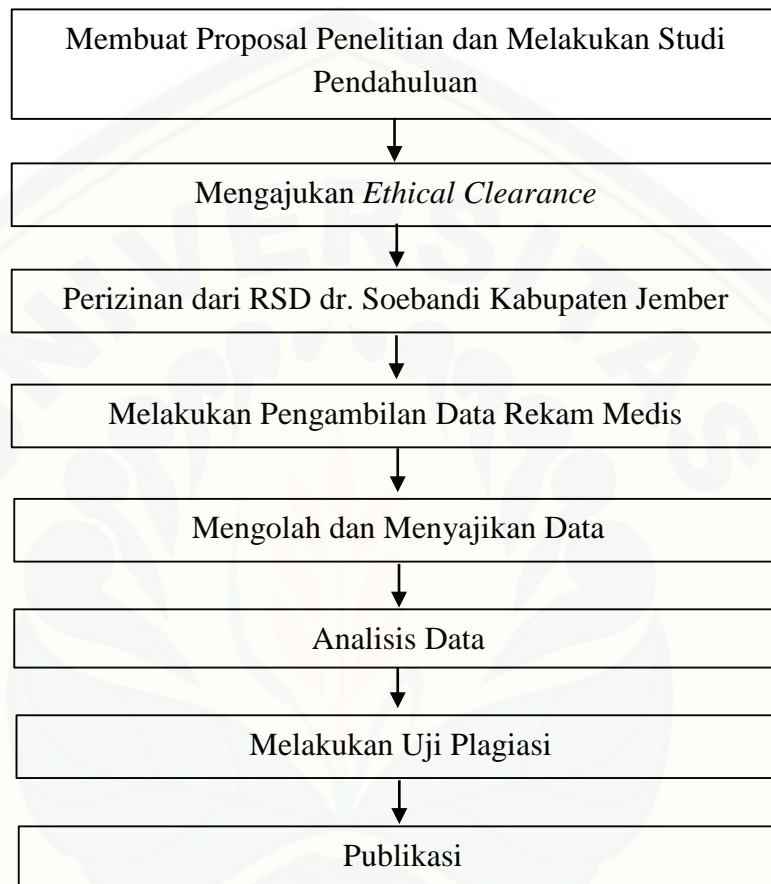 Membuat Proposal Penelitian dan Melakukan Studi
Pendahuluan
Mengajukan Ethical Clearance
Perizinan dari RSD dr. Soebandi Kabupaten Jember
Melakukan Pengambilan Data Rekam Medis
Mengolah dan Menyajikan Data
Analisis Data
Melakukan Uji Plagiasi
Publikasi
UNIVERSITAS